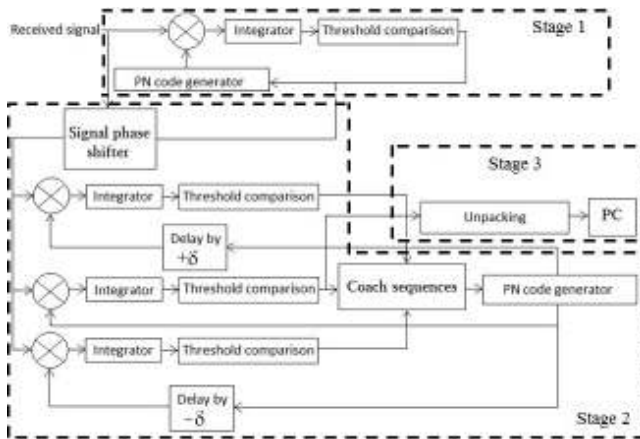 Stage 1
Received signal
Integrator
Threshold comparison
PN code generator
Signal phase
shifter
Stage 3
Unpacking
PC
Integrator
Threshold comparison
Delay by
+δ
Integrator
Threshold comparison
Coach sequences
PN code generator
Integrator
Threshold comparison
Delay by
−δ
Stage 2